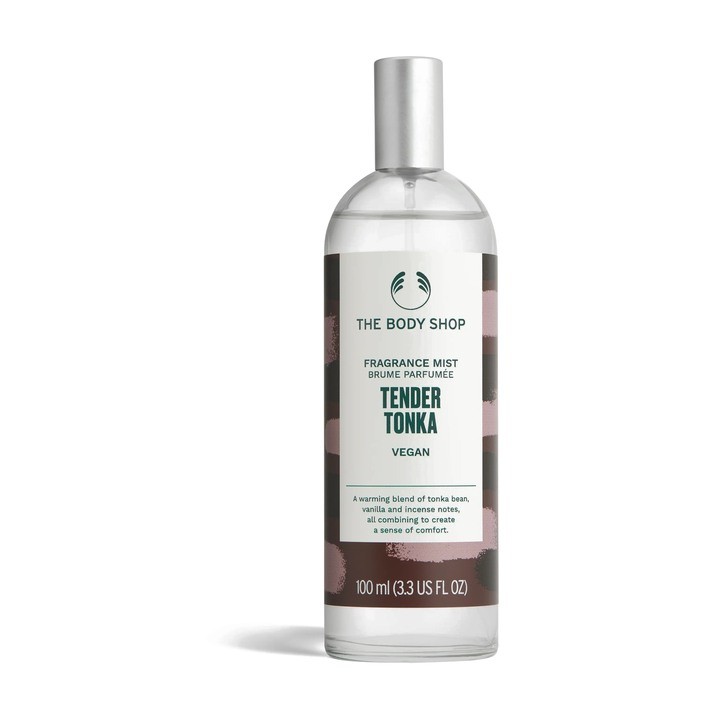 THE BODY SHOP
FRAGRANCE MIST
BRUME PARFUMÉE
TENDER
TONKA
VEGAN
A warming blend of tonka bean,
vanilla and incense notes,
all combining to create
a sense of comfort.
100 ml (3.3 US FL OZ)